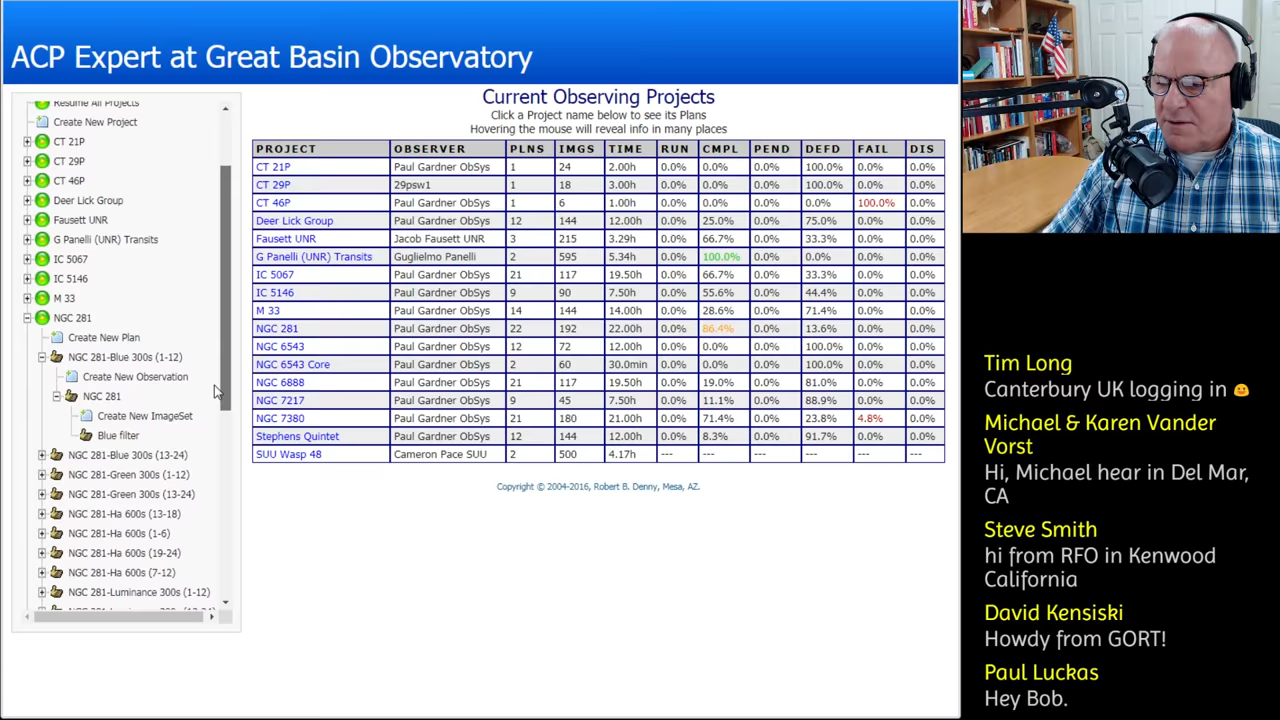 ACP Expert at Great Basin Observatory
Resume All Projects
Create New Project
CT 21P
CT 29P
CT 46P
Deer Lick Group
Fausett UNR
G Panelli (UNR) Transits
IC 5067
IC 5146
M 33
NGC 281
Create New Plan
NGC 281-Blue 300s (1-12)
Create New Observation
NGC 281
Create New ImageSet
Blue filter
NGC 281-Blue 300s (13-24)
NGC 281-Green 300s (1-12)
NGC 281-Green 300s (13-24)
NGC 281-Ha 600s (13-18)
NGC 281-Ha 600s (1-6)
NGC 281-Ha 600s (19-24)
NGC 281-Ha 600s (7-12)
NGC 281-Luminance 300s (1-12)
Current Observing Projects
Click a Project name below to see its Plans
Hovering the mouse will reveal info in many places
PROJECT OBSERVER PLNS IMGS TIME RUN CMPL PEND DEFD FAIL DIS
CT 21P Paul Gardner ObSys 1 24 2.00h 0.0% 0.0% 0.0% 100.0% 0.0% 0.0%
CT 29P 29psw1 1 18 3.00h 0.0% 0.0% 0.0% 100.0% 0.0% 0.0%
CT 46P Paul Gardner ObSys 1 6 1.00h 0.0% 0.0% 0.0% 0.0% 100.0% 0.0%
Deer Lick Group Paul Gardner ObSys 12 144 12.00h 0.0% 25.0% 0.0% 75.0% 0.0% 0.0%
Fausett UNR Jacob Fausett UNR 3 215 3.29h 0.0% 66.7% 0.0% 33.3% 0.0% 0.0%
G Panelli (UNR) Transits Guglielmo Panelli 2 595 5.34h 0.0% 100.0% 0.0% 0.0% 0.0% 0.0%
IC 5067 Paul Gardner ObSys 21 117 19.50h 0.0% 66.7% 0.0% 33.3% 0.0% 0.0%
IC 5146 Paul Gardner ObSys 9 90 7.50h 0.0% 55.6% 0.0% 44.4% 0.0% 0.0%
M 33 Paul Gardner ObSys 14 144 14.00h 0.0% 28.6% 0.0% 71.4% 0.0% 0.0%
NGC 281 Paul Gardner ObSys 22 192 22.00h 0.0% 86.4% 0.0% 13.6% 0.0% 0.0%
NGC 6543 Paul Gardner ObSys 12 72 12.00h 0.0% 0.0% 0.0% 100.0% 0.0% 0.0%
NGC 6543 Core Paul Gardner ObSys 2 60 30.0min 0.0% 0.0% 0.0% 100.0% 0.0% 0.0%
NGC 6888 Paul Gardner ObSys 21 117 19.50h 0.0% 19.0% 0.0% 81.0% 0.0% 0.0%
NGC 7217 Paul Gardner ObSys 9 45 7.50h 0.0% 11.1% 0.0% 88.9% 0.0% 0.0%
NGC 7380 Paul Gardner ObSys 21 180 21.00h 0.0% 71.4% 0.0% 23.8% 4.8% 0.0%
Stephens Quintet Paul Gardner ObSys 12 144 12.00h 0.0% 8.3% 0.0% 91.7% 0.0% 0.0%
SUU Wasp 48 Cameron Pace SUU 2 500 4.17h --- --- --- --- --- ---
Copyright © 2004-2016, Robert B. Denny, Mesa, AZ.
Tim Long
Canterbury UK logging in
Michael & Karen Vander
Vorst
Hi, Michael hear in Del Mar,
CA
Steve Smith
hi from RFO in Kenwood
California
David Kensiski
Howdy from GORT!
Paul Luckas
Hey Bob.